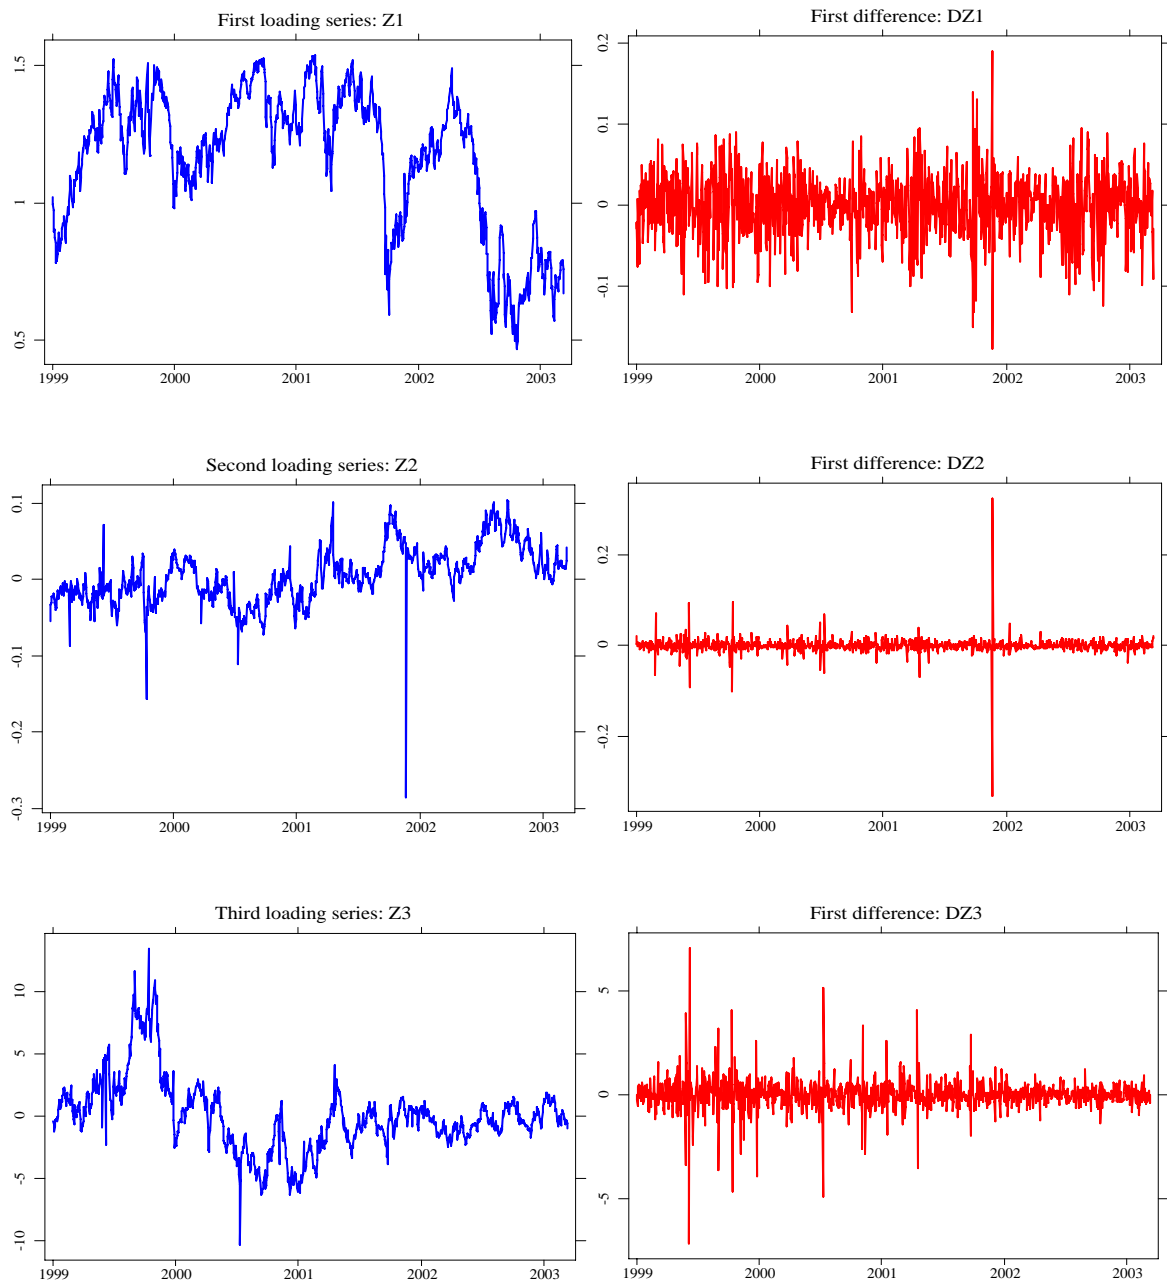 First loading series: Z1
1.5
1
0.5
1999 2000 2001 2002 2003
First difference: DZ1
0.2
0.1
0
-0.1
1999 2000 2001 2002 2003
Second loading series: Z2
0.1
0
-0.1
-0.2
-0.3
1999 2000 2001 2002 2003
First difference: DZ2
0.2
0
-0.2
1999 2000 2001 2002 2003
Third loading series: Z3
10
5
0
-5
-10
1999 2000 2001 2002 2003
First difference: DZ3
5
0
-5
1999 2000 2001 2002 2003